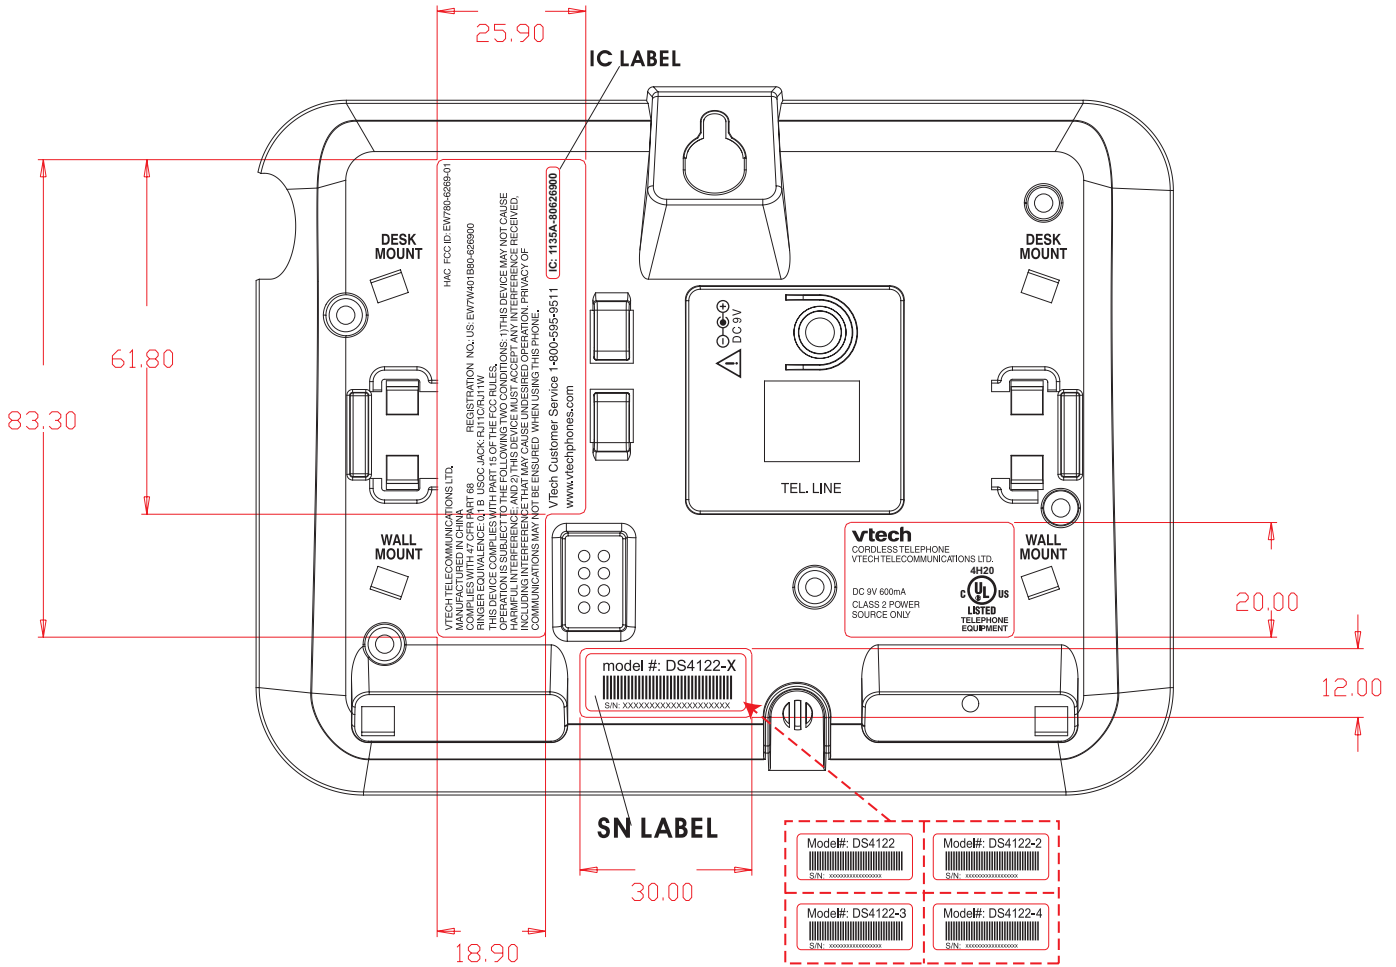 25.90
IC LABEL
83.30
61.80
HAC  FCC ID: EW780-6269-01
VTECH TELECOMMUNICATIONS LTD.
MANUFACTURED IN CHINA
COMPLIES WITH 47 CFR PART 68 REGISTRATION NO.: US: EW7W401B80-626900
RINGER EQUIVALENCE: 0.1 B USOC JACK: RJ11C/RJ11W
THIS DEVICE COMPLIES WITH PART 15 OF THE FCC RULES.
OPERATION IS SUBJECT TO THE FOLLOWING TWO CONDITIONS: 1)THIS DEVICE MAY NOT CAUSE
HARMFUL INTERFERENCE; AND 2) THIS DEVICE MUST ACCEPT ANY INTERFERENCE RECEIVED,
INCLUDING INTERFERENCE THAT MAY CAUSE UNDESIRED OPERATION. PRIVACY OF
COMMUNICATIONS MAY NOT BE ENSURED WHEN USING THIS PHONE.
VTech Customer Service 1-800-595-9511 IC: 1135A-80626900
www.vtechphones.com
DESK
MOUNT
DESK
MOUNT
DC 9V
TEL. LINE
WALL
MOUNT
WALL
MOUNT
vtech
CORDLESS TELEPHONE
VTECH TELECOMMUNICATIONS LTD.
4H20
C UL US
LISTED
TELEPHONE
EQUIPMENT
DC 9V 600mA
CLASS 2 POWER
SOURCE ONLY
20.00
12.00
model #: DS4122-X
S/N: XXXXXXXXXXXXXXXXXXXX
SN LABEL
30.00
18.90
Model#: DS4122
S/N: xxxxxxxxxxxxxxxxx
Model#: DS4122-2
S/N: xxxxxxxxxxxxxxxxx
Model#: DS4122-3
S/N: xxxxxxxxxxxxxxxxx
Model#: DS4122-4
S/N: xxxxxxxxxxxxxxxxx